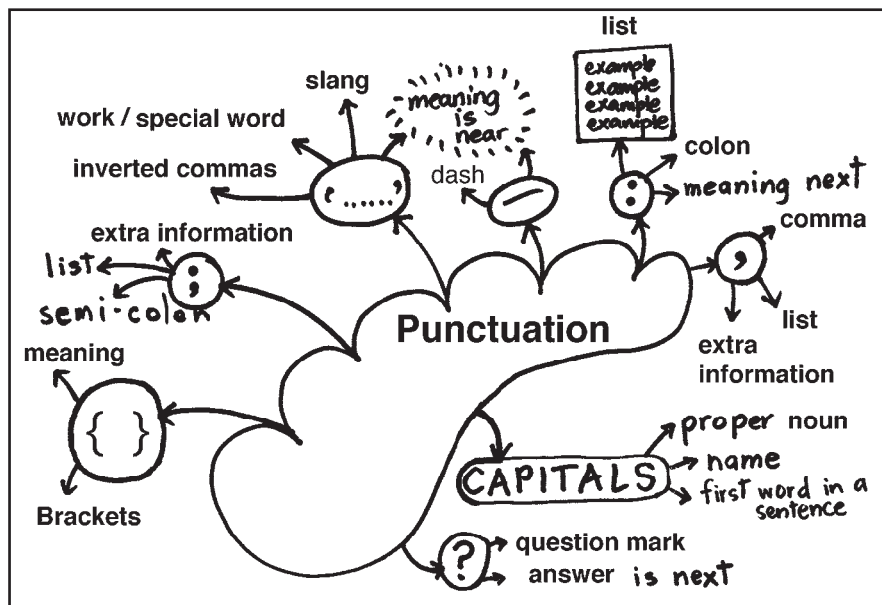 list
example
example
example
example
slang
meaning
is
near
work / special word
inverted commas
‘ ...... ’
dash
–
:
colon
meaning next
comma
,
list
extra
information
extra information
list
semi-colon
;
Punctuation
meaning
{ }
Brackets
CAPITALS
proper noun
name
first word in a
sentence
?
question mark
answer is next